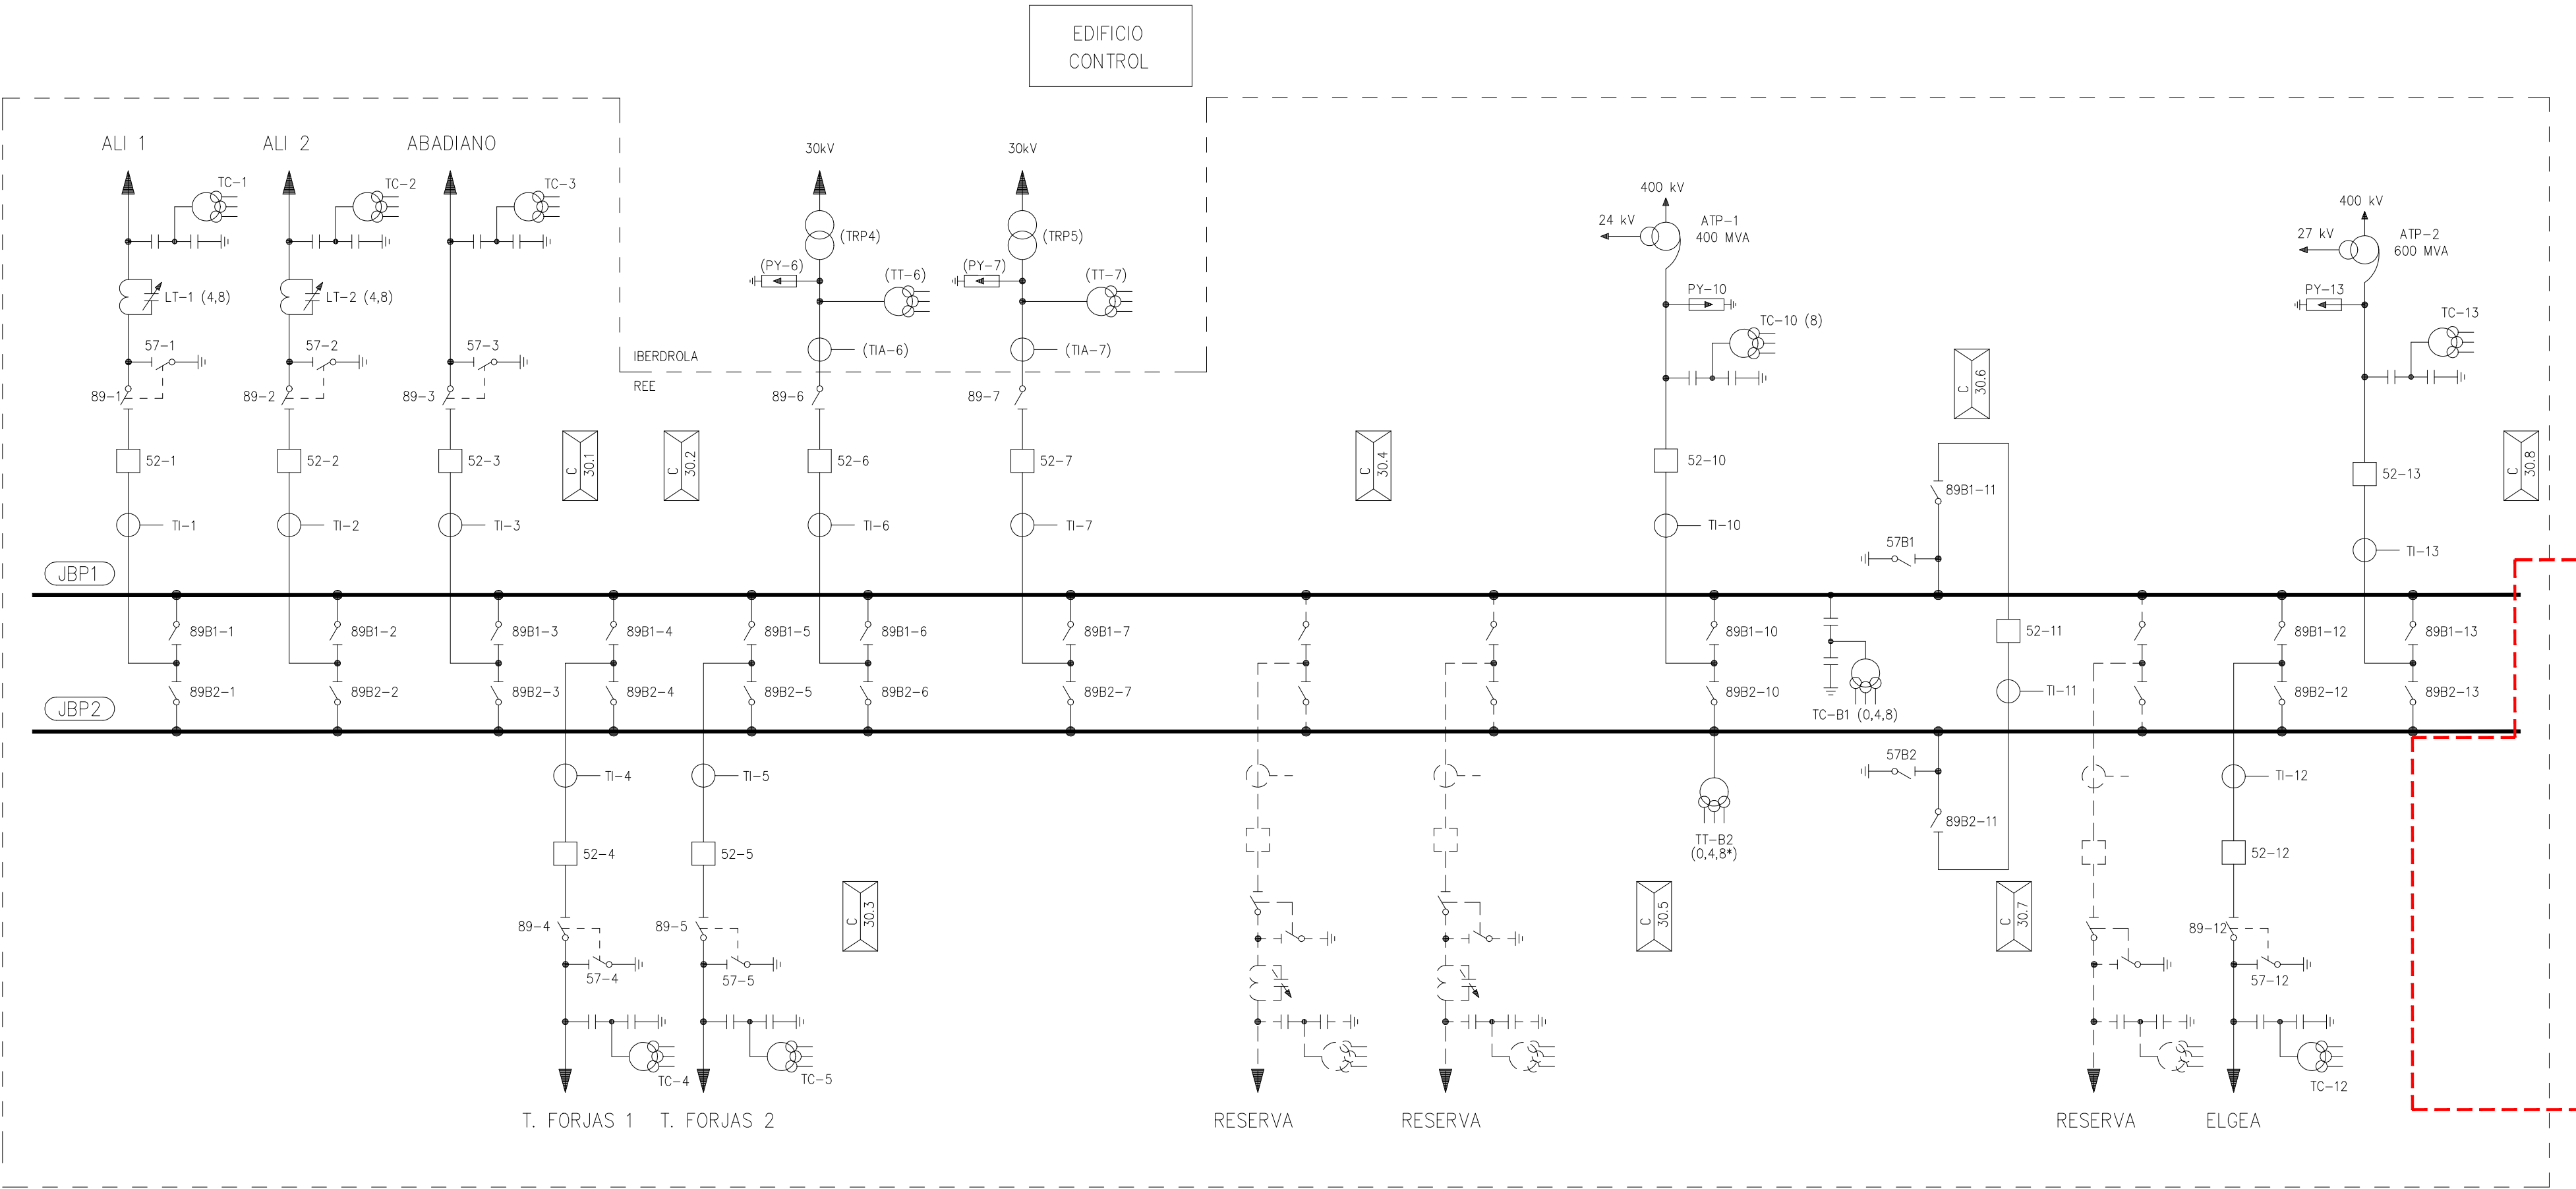 EDIFICIO
CONTROL
ALI 1
ALI 2
ABADIANO
30kV
30kV
400 kV
400 kV
TC-1
TC-2
TC-3
24 kV
ATP-1
400 MVA
27 kV
ATP-2
600 MVA
(TRP4)
(TRP5)
(PY-6)
(TT-6)
(PY-7)
(TT-7)
LT-1 (4,8)
LT-2 (4,8)
PY-10
PY-13
TC-10 (8)
TC-13
57-1
57-2
57-3
(TIA-6)
(TIA-7)
IBERDROLA
REE
89-1
89-2
89-3
89-6
89-7
C
30.6
52-1
52-2
52-3
C
30.1
C
30.2
52-6
52-7
C
30.4
52-10
52-13
C
30.8
89B1-11
TI-1
TI-2
TI-3
TI-6
TI-7
TI-10
57B1
TI-13
JBP1
89B1-1
89B1-2
89B1-3
89B1-4
89B1-5
89B1-6
89B1-7
89B1-10
52-11
89B1-12
89B1-13
89B2-1
89B2-2
89B2-3
89B2-4
89B2-5
89B2-6
89B2-7
89B2-10
TI-11
89B2-12
89B2-13
JBP2
TC-B1 (0,4,8)
57B2
TI-4
TI-5
TI-12
89B2-11
TT-B2
(0,4,8*)
52-4
52-5
52-12
C
30.3
C
30.5
C
30.7
89-4
89-5
89-12
57-4
57-5
57-12
TC-4
TC-5
TC-12
T. FORJAS 1
T. FORJAS 2
RESERVA
RESERVA
RESERVA
ELGEA